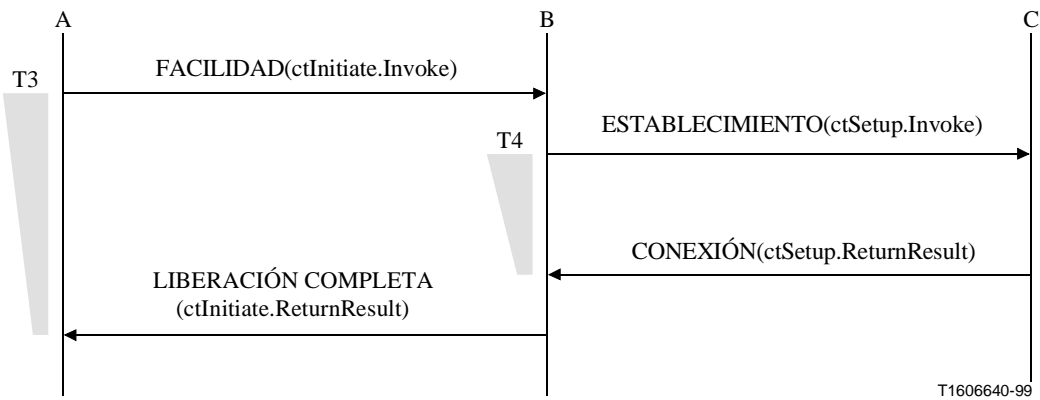 A
B
C
FACILIDAD(ctInitiate.Invoke)
T3
ESTABLECIMIENTO(ctSetup.Invoke)
T4
CONEXIÓN(ctSetup.ReturnResult)
LIBERACIÓN COMPLETA
(ctInitiate.ReturnResult)
T1606640-99